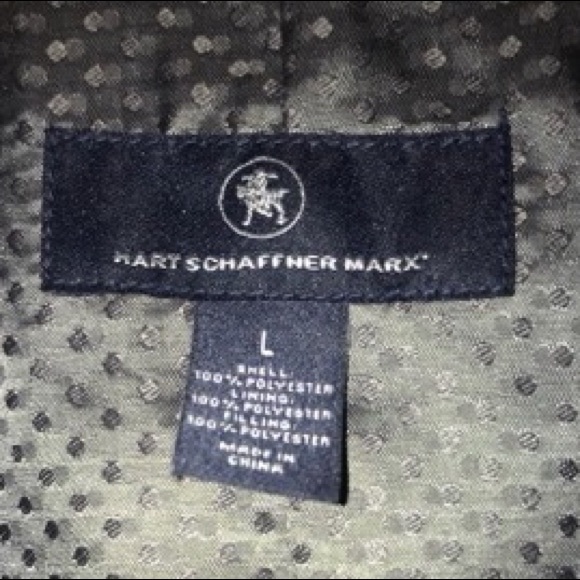 HART SCHAFFNER MARX
L
SHELL:
100% POLYESTER
LINING:
100% POLYESTER
FILLING:
100% POLYESTER
MADE IN
CHINA